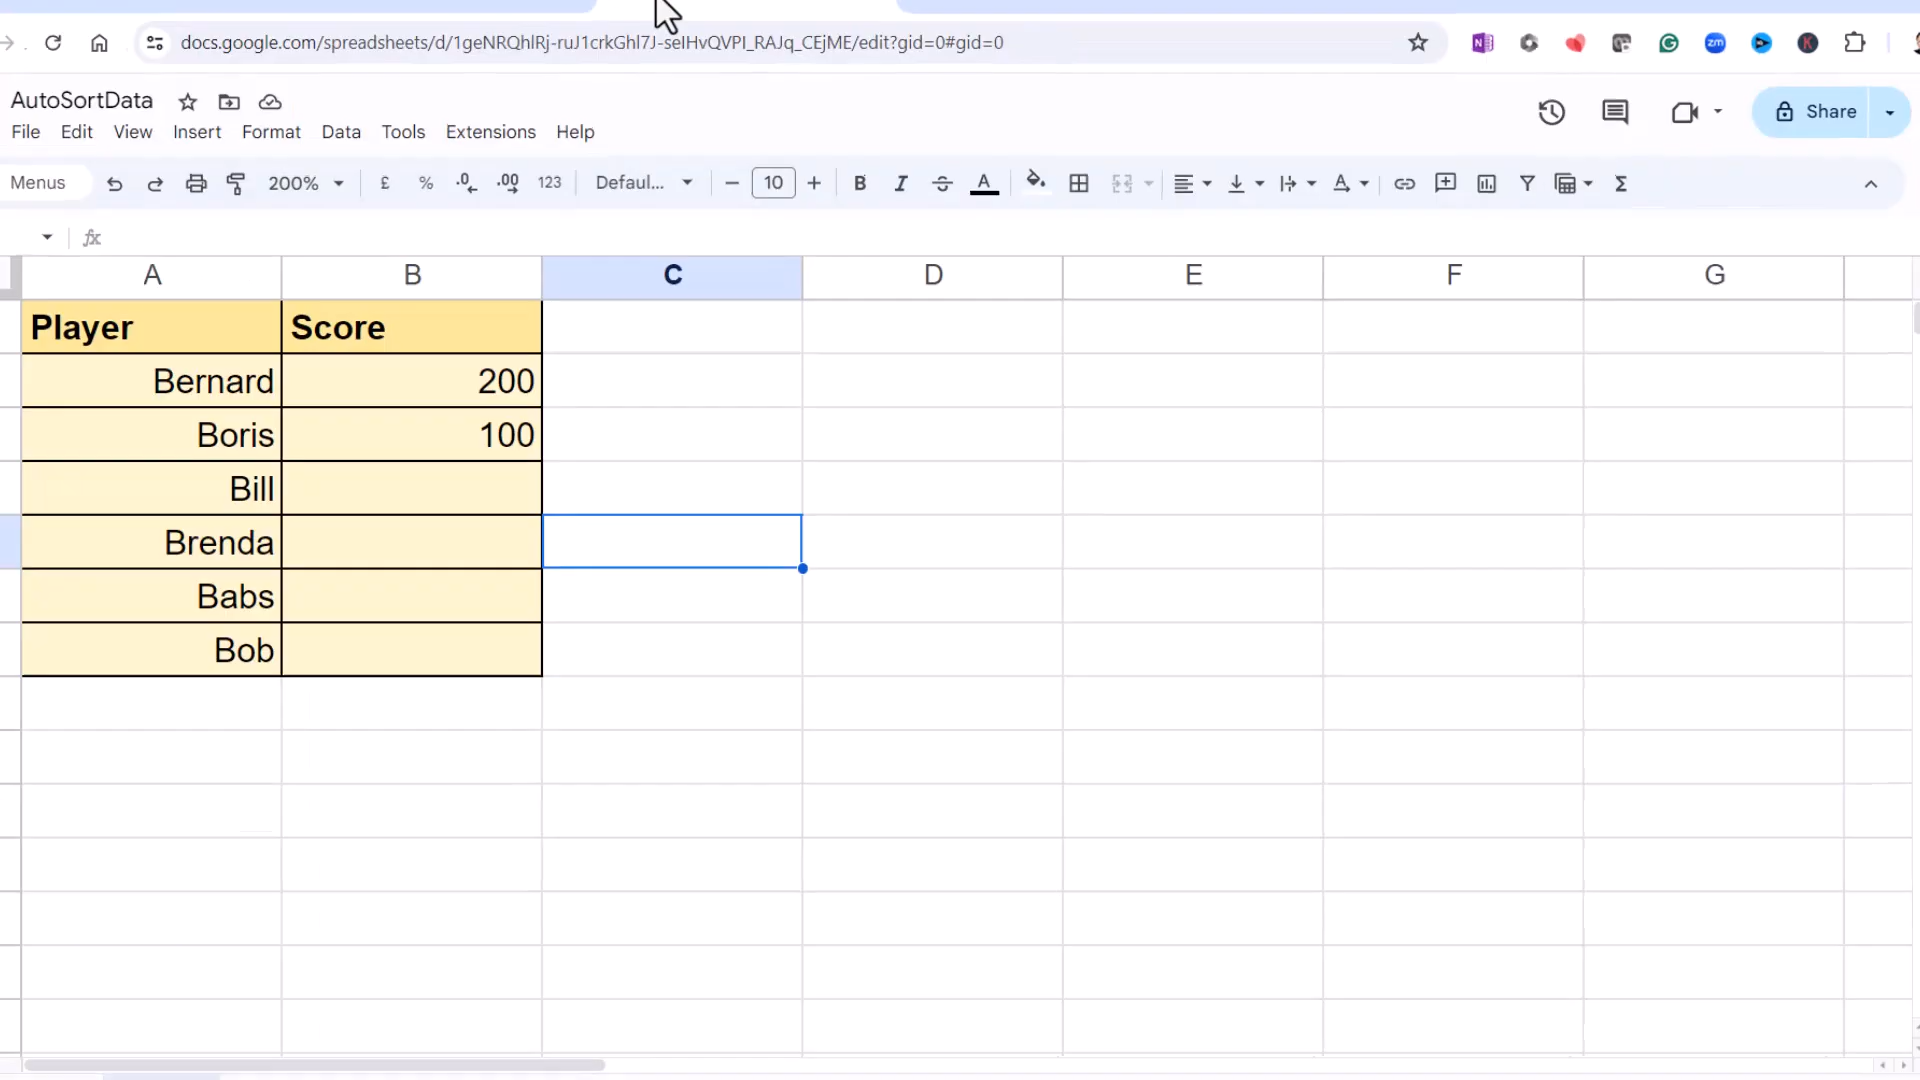 docs.google.com/spreadsheets/d/1geNRQhlRj-ruJ1crkGhl7J-selHvQVPI_RAJq_CEjME/edit?gid=0#gid=0
zm
K
AutoSortData
Share
File Edit View Insert Format Data Tools Extensions Help
Menus 200% £ % .0 .00 123 Defaul... 10 B I S A Σ
fx
A B C D E F G
Player Score
Bernard 200
Boris 100
Bill
Brenda
Babs
Bob